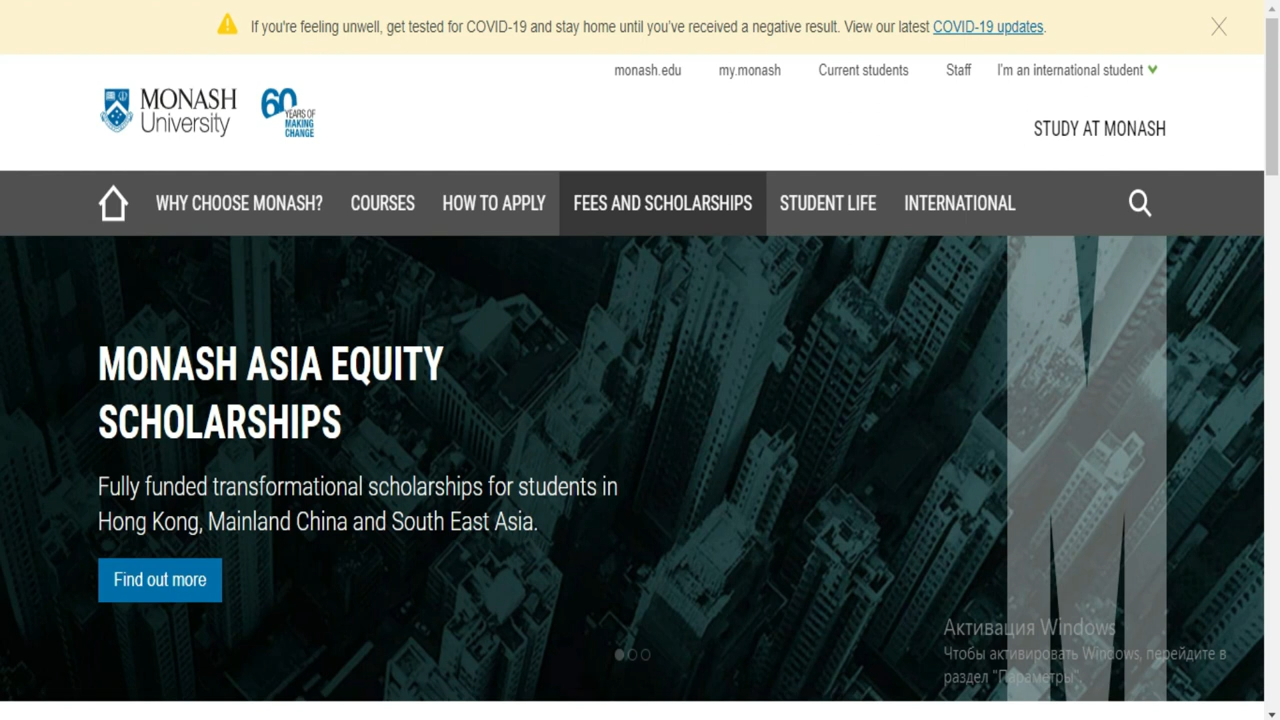 If you're feeling unwell, get tested for COVID-19 and stay home until you've received a negative result. View our latest COVID-19 updates.
monash.edu my.monash Current students Staff I'm an international student
MONASH University
60 YEARS OF MAKING CHANGE
STUDY AT MONASH
WHY CHOOSE MONASH? COURSES HOW TO APPLY FEES AND SCHOLARSHIPS STUDENT LIFE INTERNATIONAL
MONASH ASIA EQUITY
SCHOLARSHIPS
Fully funded transformational scholarships for students in
Hong Kong, Mainland China and South East Asia.
Find out more
Активация Windows
Чтобы активировать Windows, перейдите в
раздел "Параметры".